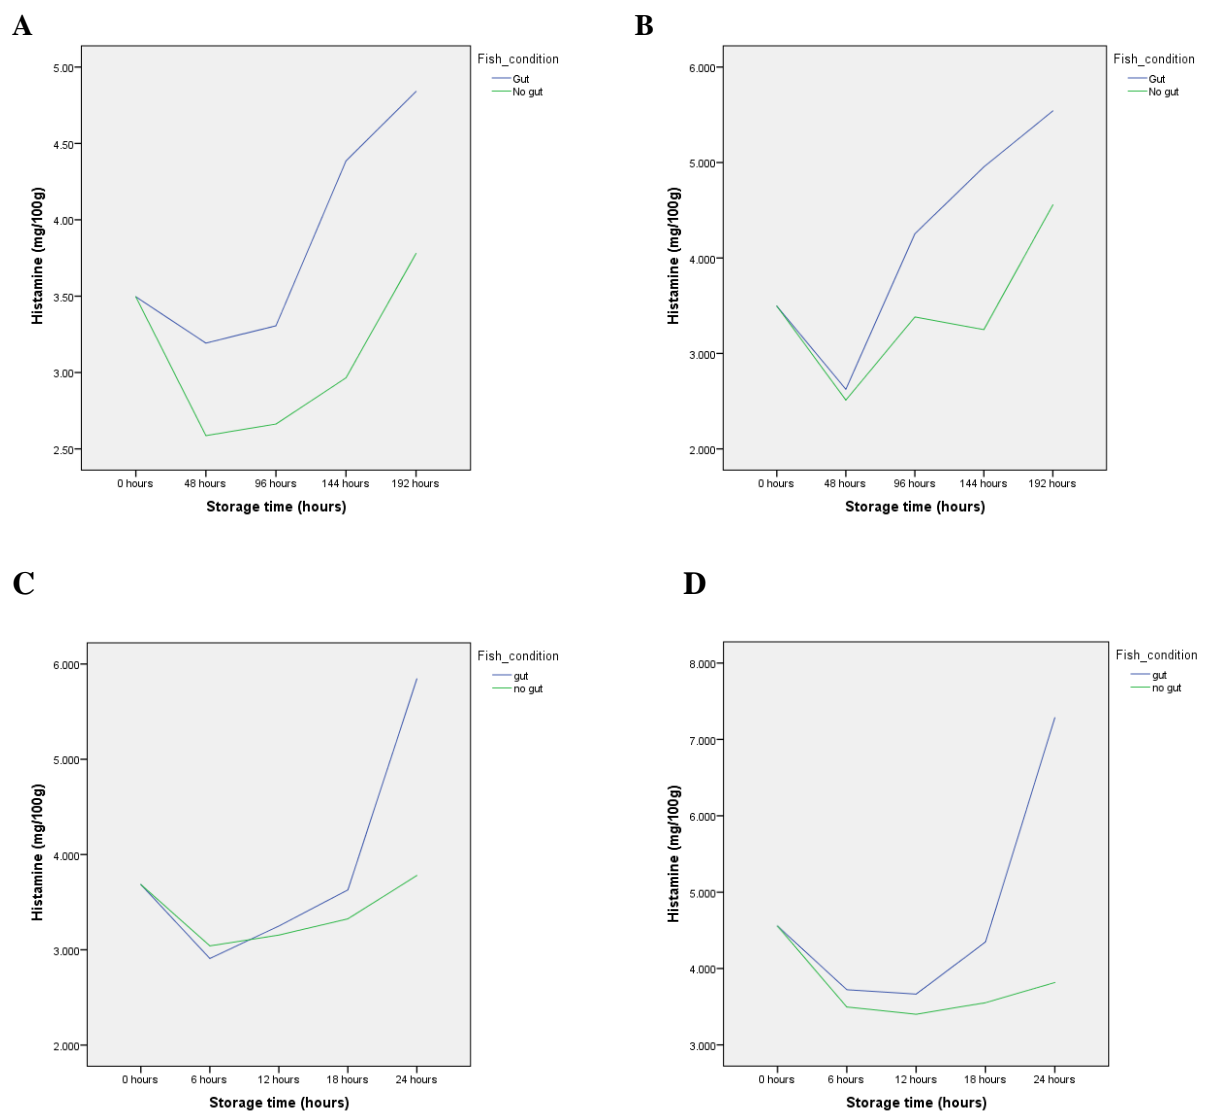 A
Fish_condition
Gut
No gut
5.00
4.50
4.00
3.50
3.00
2.50
Histamine (mg/100g)
0 hours 48 hours 96 hours 144 hours 192 hours
Storage time (hours)
B
Fish_condition
Gut
No gut
6.000
5.000
4.000
3.000
2.000
Histamine (mg/100g)
0 hours 48 hours 96 hours 144 hours 192 hours
Storage time (hours)
C
Fish_condition
gut
no gut
6.000
5.000
4.000
3.000
2.000
Histamine (mg/100g)
0 hours 6 hours 12 hours 18 hours 24 hours
Storage time (hours)
D
Fish_condition
gut
no gut
8.000
7.000
6.000
5.000
4.000
3.000
Histamine (mg/100g)
0 hours 6 hours 12 hours 18 hours 24 hours
Storage time (hours)